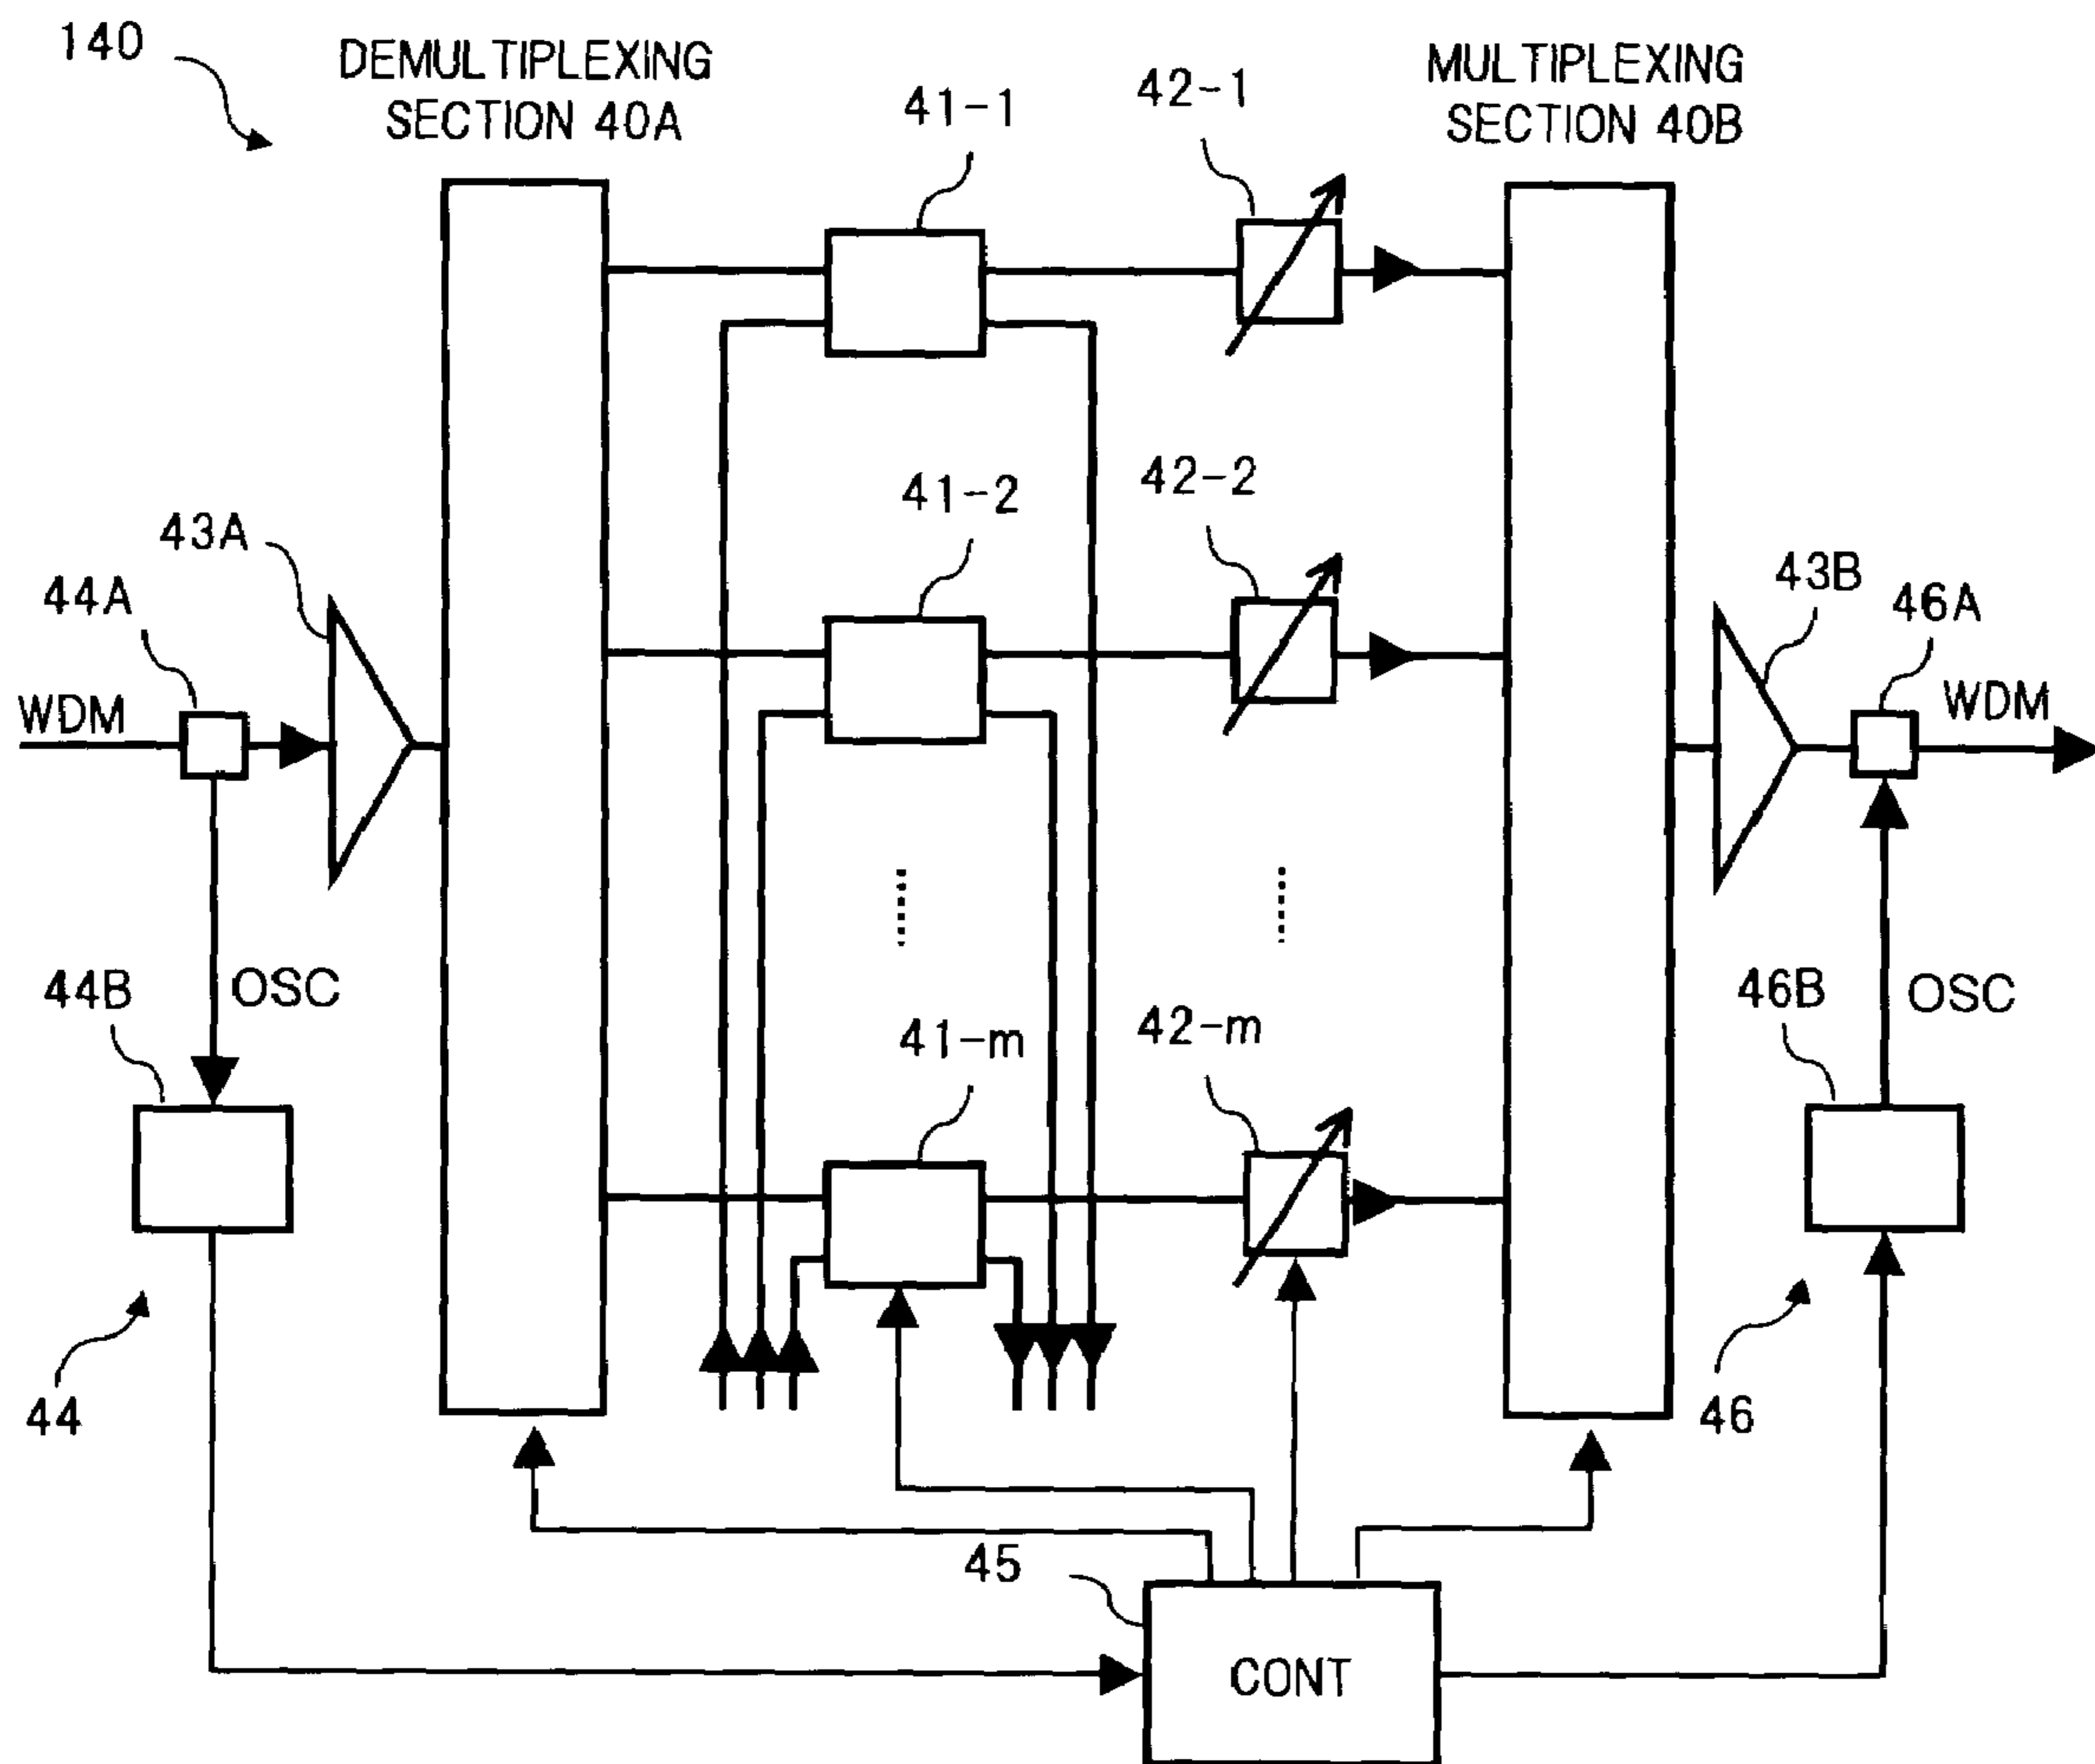 140
DEMULTIPLEXING
SECTION 40A
41-1
42-1
MULTIPLEXING
SECTION 40B
41-2
42-2
43A
44A
WDM
43B
46A
WDM
44B
OSC
41-m
42-m
46B
OSC
44
46
45
CONT